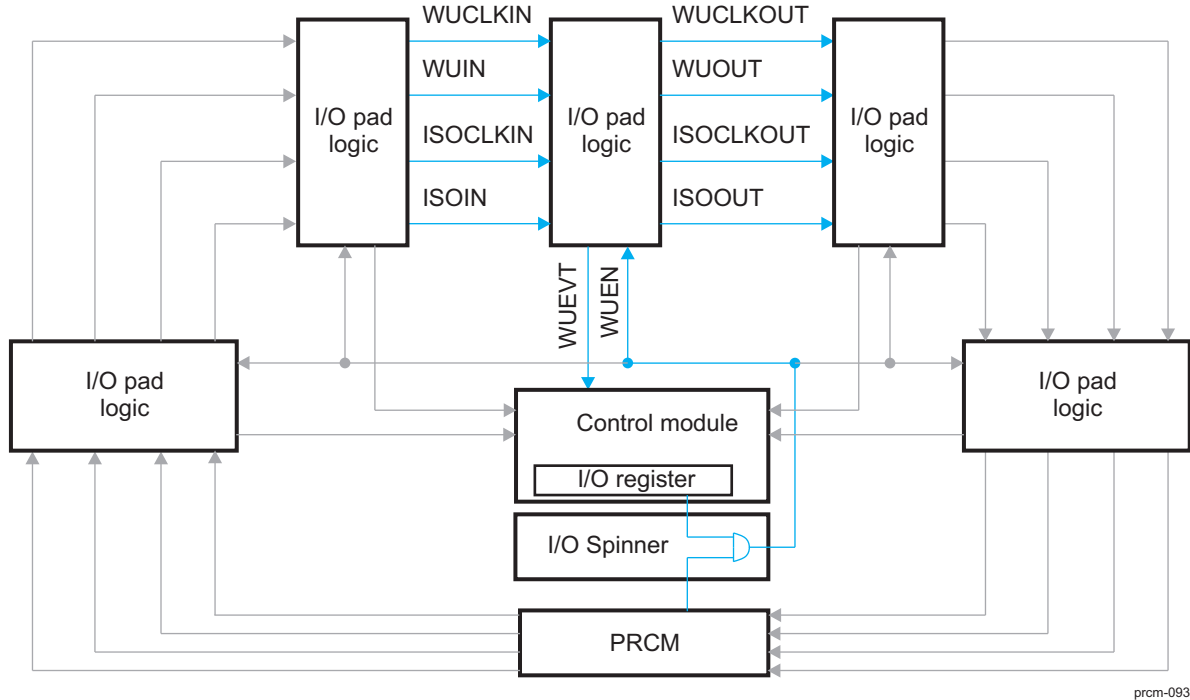 WUCLKIN
WUCLKOUT
WUIN
WUOUT
I/O pad
logic
I/O pad
logic
I/O pad
logic
ISOCLKIN
ISOCLKOUT
ISOIN
ISOOUT
WUEVT
WUEN
I/O pad
logic
I/O pad
logic
Control module
I/O register
I/O Spinner
PRCM
prcm-093